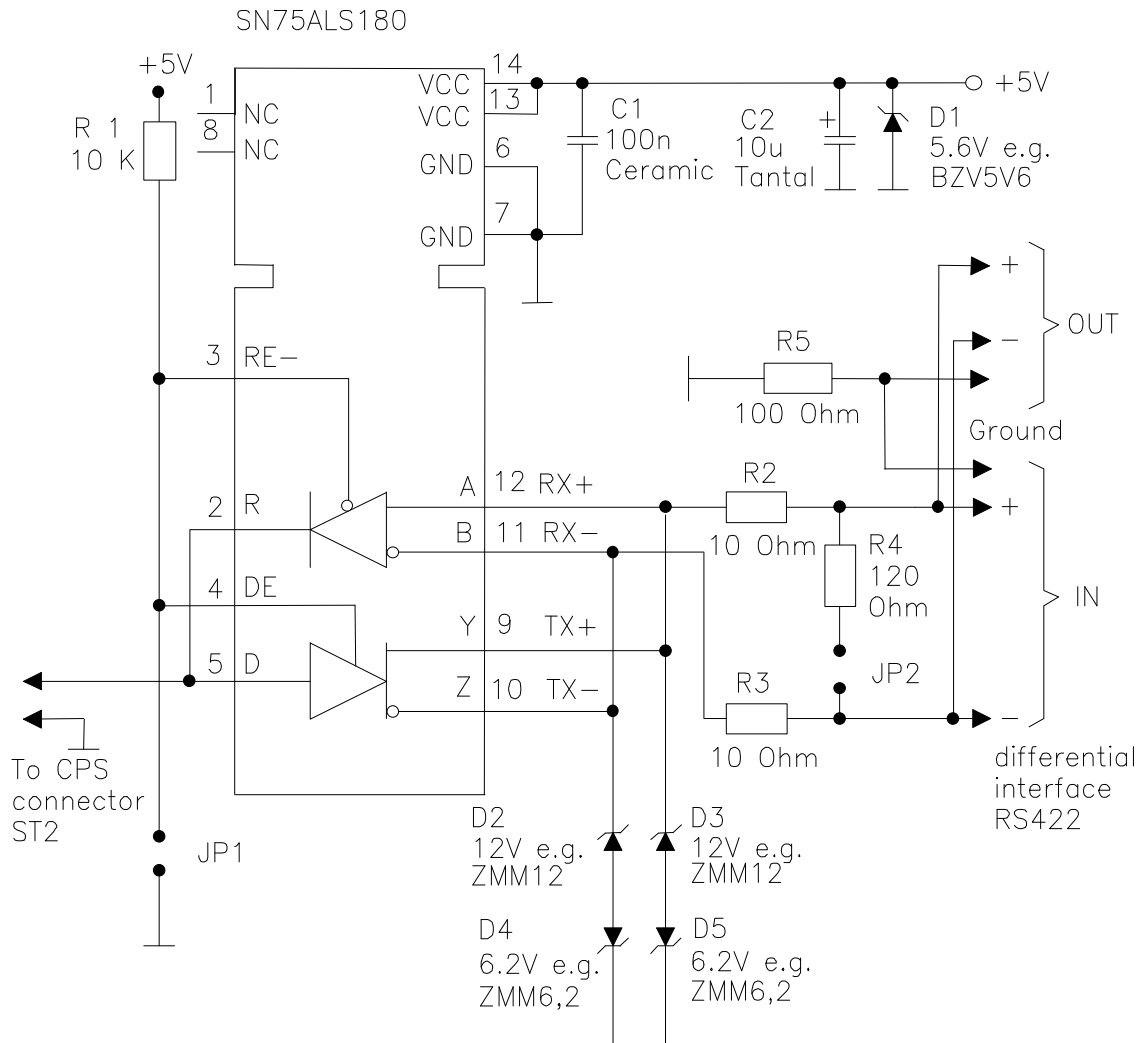 SN75ALS180
+5V
1
NC
8
NC
R 1
10 K
VCC
14
VCC
13
GND
6
GND
7
C1
100n
Ceramic
+
C2
10u
Tantal
D1
5.6V e.g.
BZV5V6
+5V
+
-
OUT
R5
100 Ohm
Ground
3
RE-
2
R
4
DE
5
D
A
12
RX+
B
11
RX-
Y
9
TX+
Z
10
TX-
R2
10 Ohm
R4
120
Ohm
R3
10 Ohm
JP2
+
IN
-
differential
interface
RS422
To CPS
connector
ST2
JP1
D2
12V e.g.
ZMM12
D3
12V e.g.
ZMM12
D4
6.2V e.g.
ZMM6,2
D5
6.2V e.g.
ZMM6,2